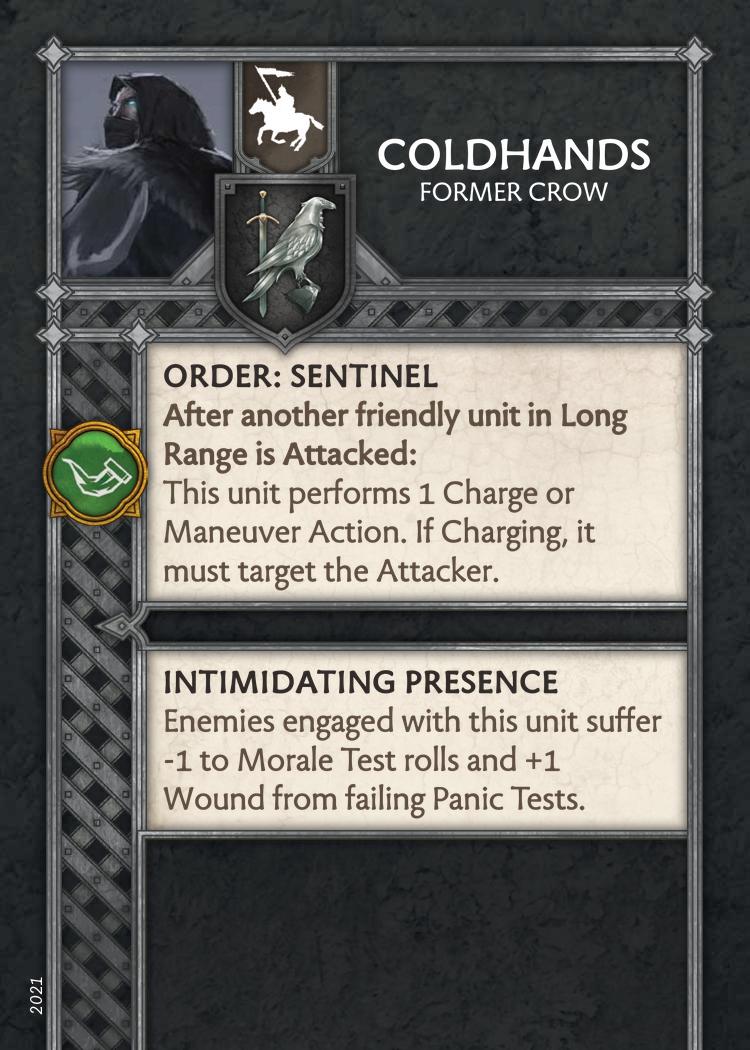 COLDHANDS
FORMER CROW
ORDER: SENTINEL
After another friendly unit in Long
Range is Attacked:
This unit performs 1 Charge or
Maneuver Action. If Charging, it
must target the Attacker.
INTIMIDATING PRESENCE
Enemies engaged with this unit suffer
-1 to Morale Test rolls and +1
Wound from failing Panic Tests.
2021